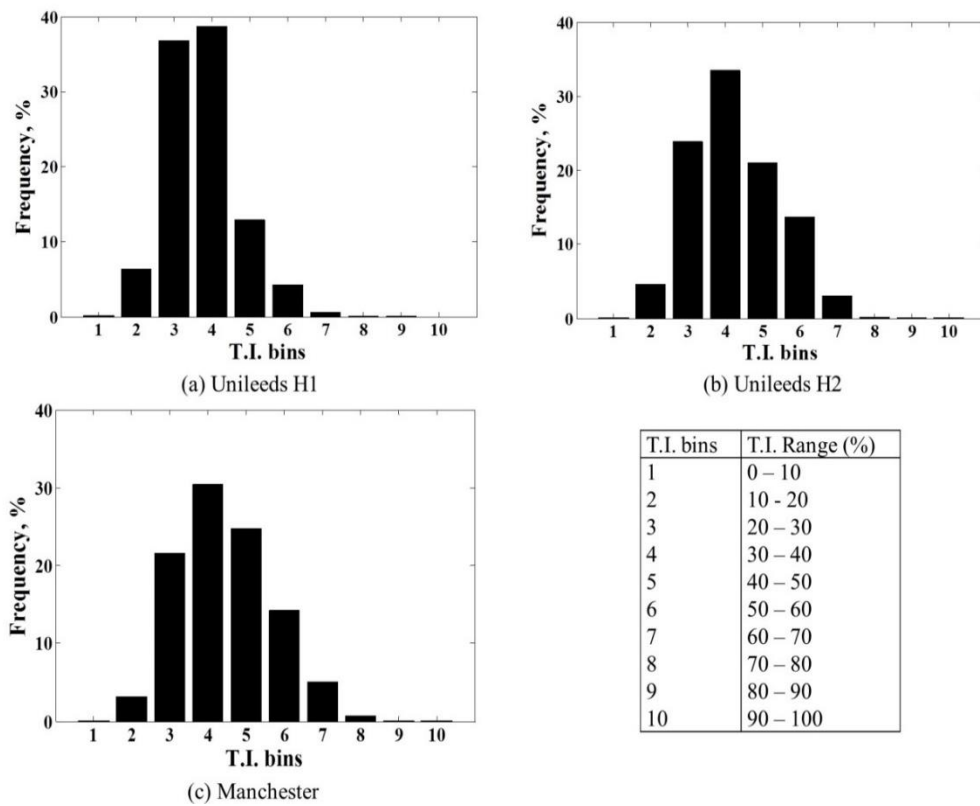 40
30
20
10
0
Frequency, %
1 2 3 4 5 6 7 8 9 10
T.I. bins
(a) Unileeds H1
40
30
20
10
0
Frequency, %
1 2 3 4 5 6 7 8 9 10
T.I. bins
(b) Unileeds H2
40
30
20
10
0
Frequency, %
1 2 3 4 5 6 7 8 9 10
T.I. bins
(c) Manchester
T.I. bins T.I. Range (%)
1 0 – 10
2 10 - 20
3 20 – 30
4 30 – 40
5 40 – 50
6 50 – 60
7 60 – 70
8 70 – 80
9 80 – 90
10 90 – 100